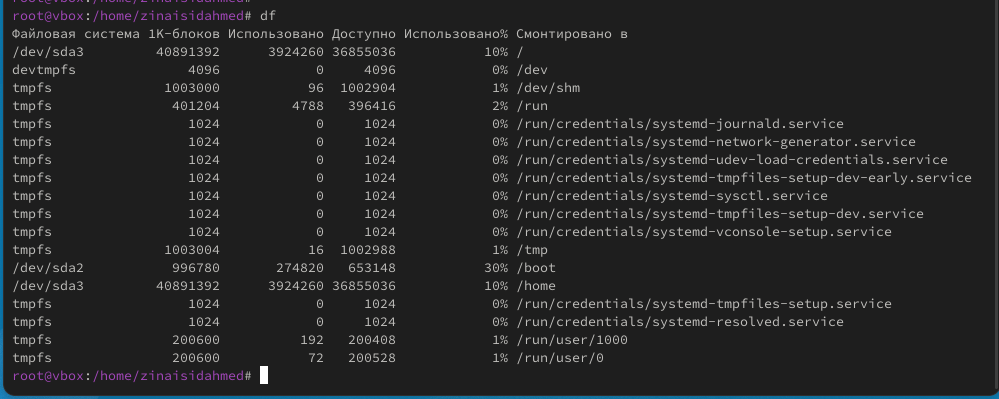 root@vbox:/home/zinaisidahmed# df
Файловая система 1K-блоков Использовано Доступно Использовано% Смонтировано в
/dev/sda3 40891392 3924260 36855036 10% /
devtmpfs 4096 0 4096 0% /dev
tmpfs 1003000 96 1002904 1% /dev/shm
tmpfs 401204 4788 396416 2% /run
tmpfs 1024 0 1024 0% /run/credentials/systemd-journald.service
tmpfs 1024 0 1024 0% /run/credentials/systemd-network-generator.service
tmpfs 1024 0 1024 0% /run/credentials/systemd-udev-load-credentials.service
tmpfs 1024 0 1024 0% /run/credentials/systemd-tmpfiles-setup-dev-early.service
tmpfs 1024 0 1024 0% /run/credentials/systemd-sysctl.service
tmpfs 1024 0 1024 0% /run/credentials/systemd-tmpfiles-setup-dev.service
tmpfs 1024 0 1024 0% /run/credentials/systemd-vconsole-setup.service
tmpfs 1003004 16 1002988 1% /tmp
/dev/sda2 996780 274820 653148 30% /boot
/dev/sda3 40891392 3924260 36855036 10% /home
tmpfs 1024 0 1024 0% /run/credentials/systemd-tmpfiles-setup.service
tmpfs 1024 0 1024 0% /run/credentials/systemd-resolved.service
tmpfs 200600 192 200408 1% /run/user/1000
tmpfs 200600 72 200528 1% /run/user/0
root@vbox:/home/zinaisidahmed#